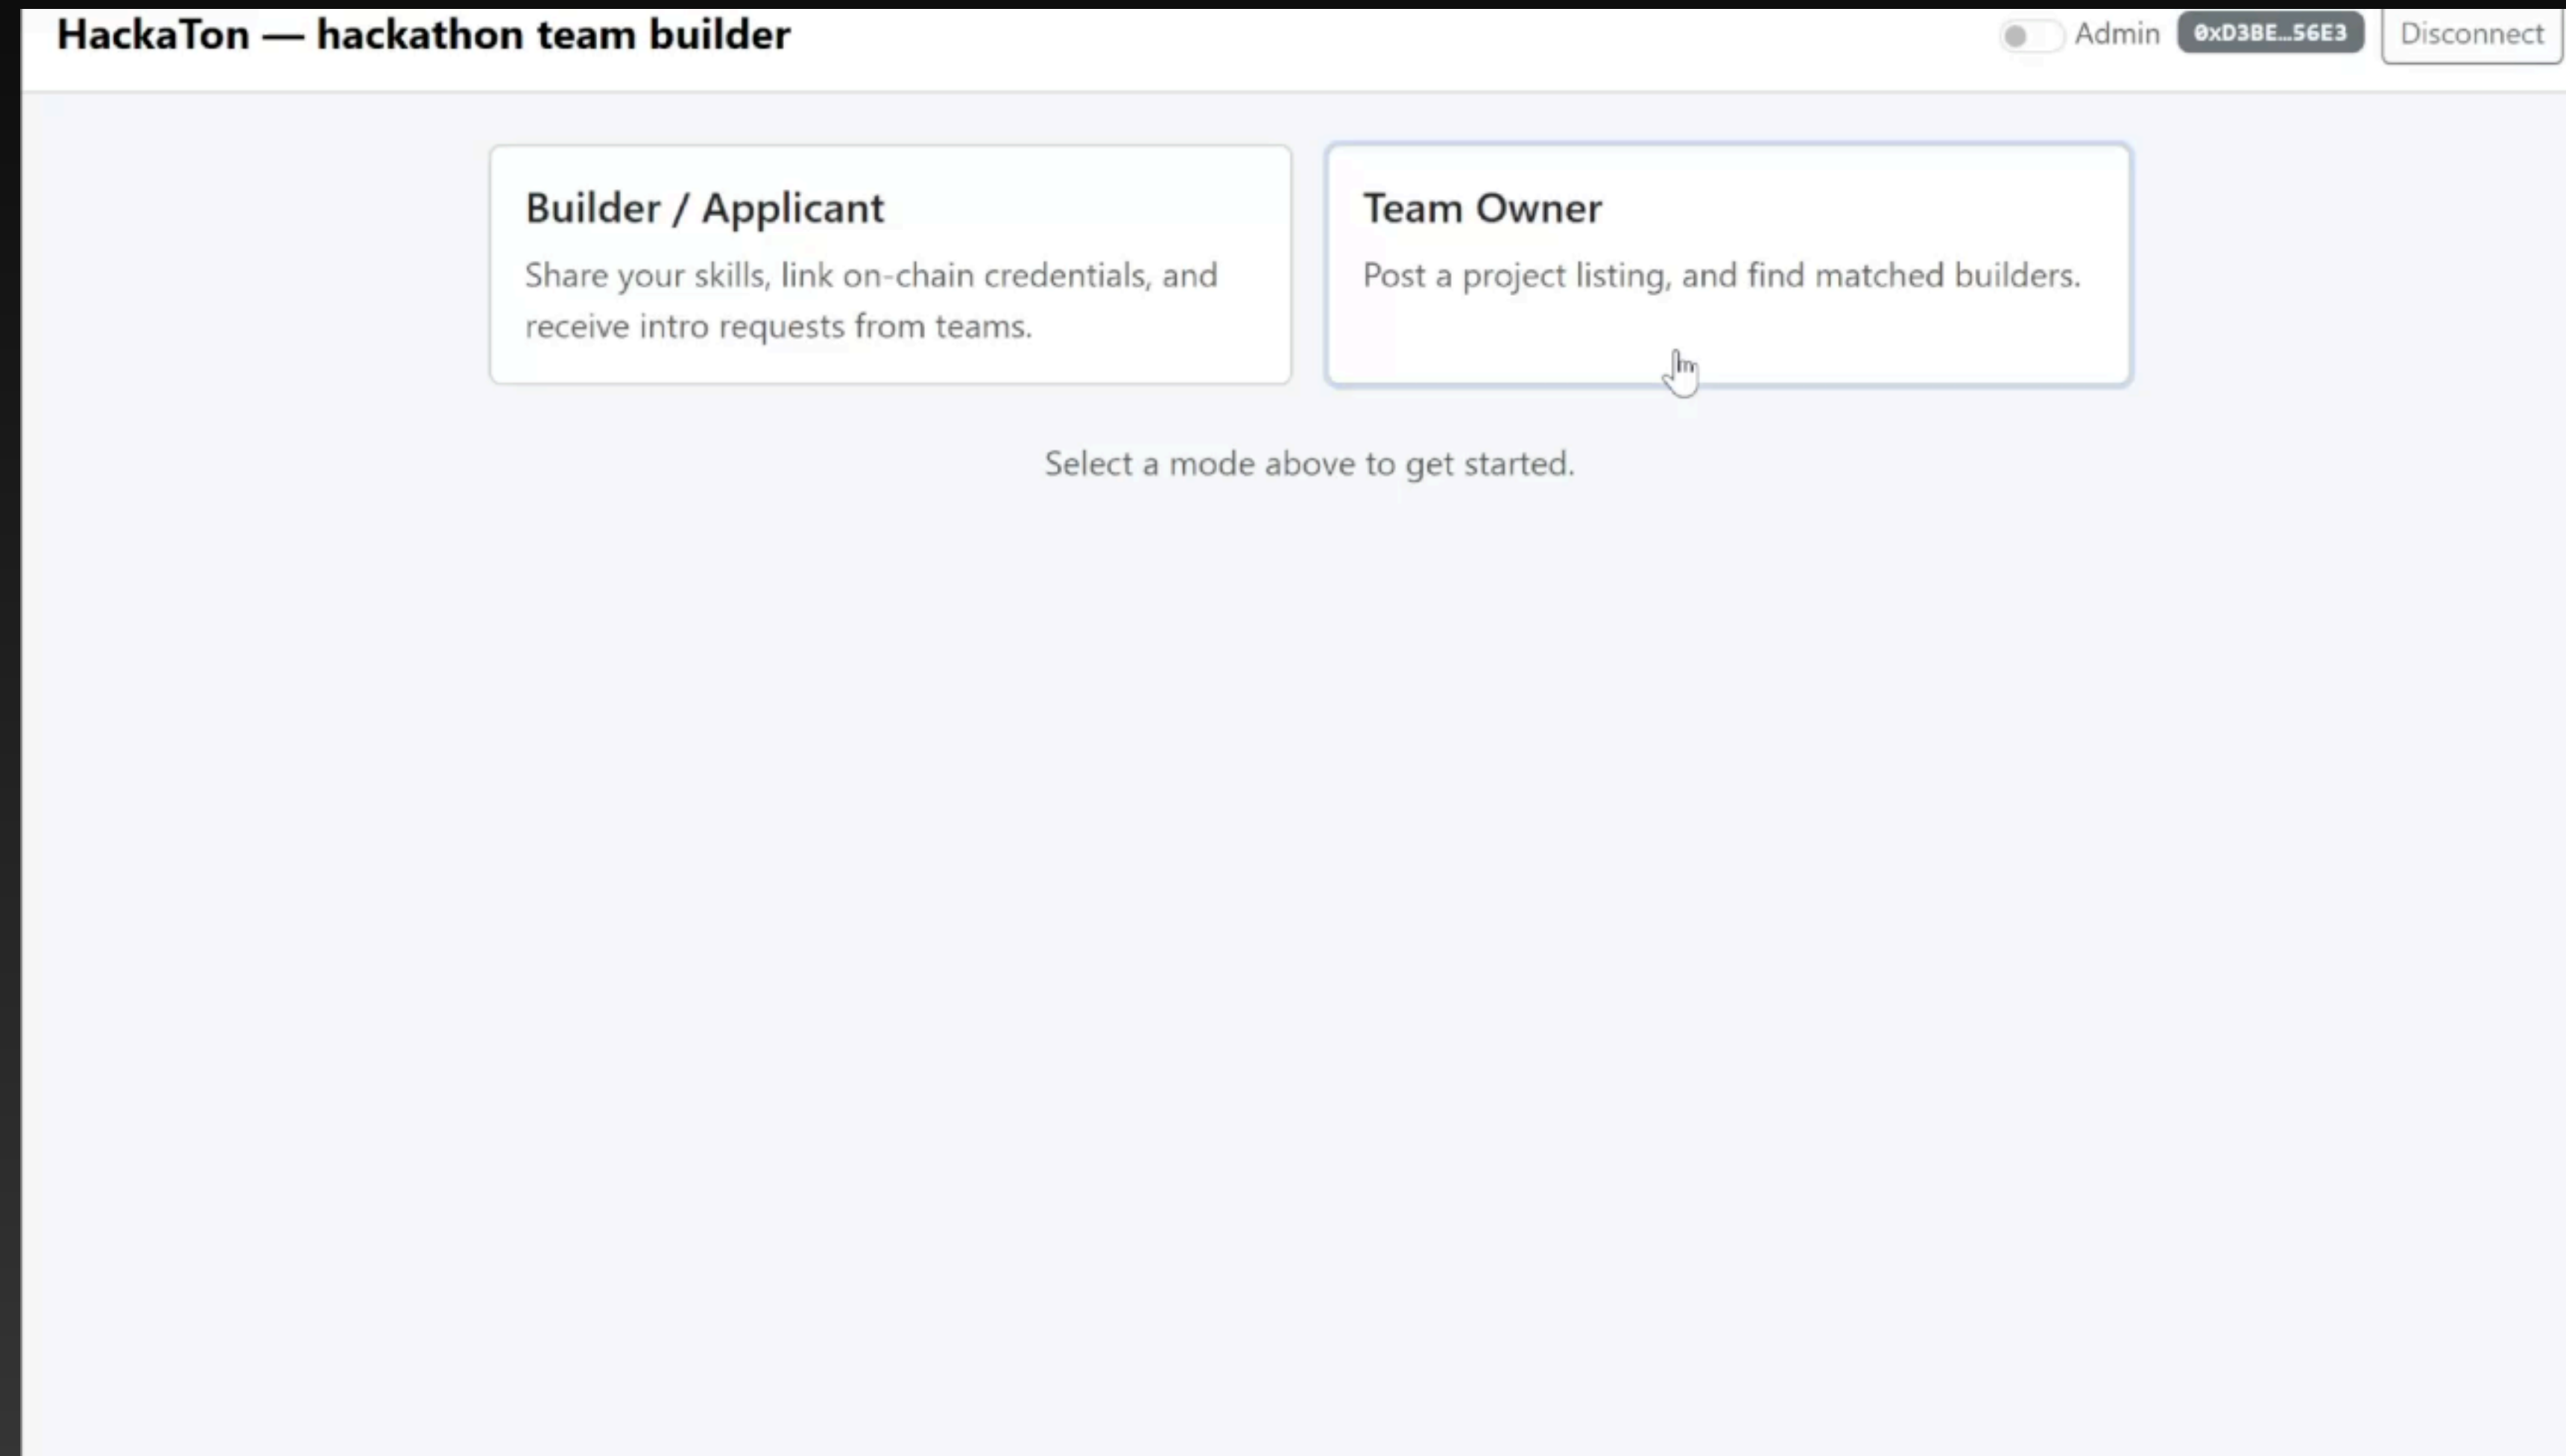 HackaTon — hackathon team builder
Admin
0xD3BE...56E3
Disconnect
Builder / Applicant
Share your skills, link on-chain credentials, and
receive intro requests from teams.
Team Owner
Post a project listing, and find matched builders.
Select a mode above to get started.